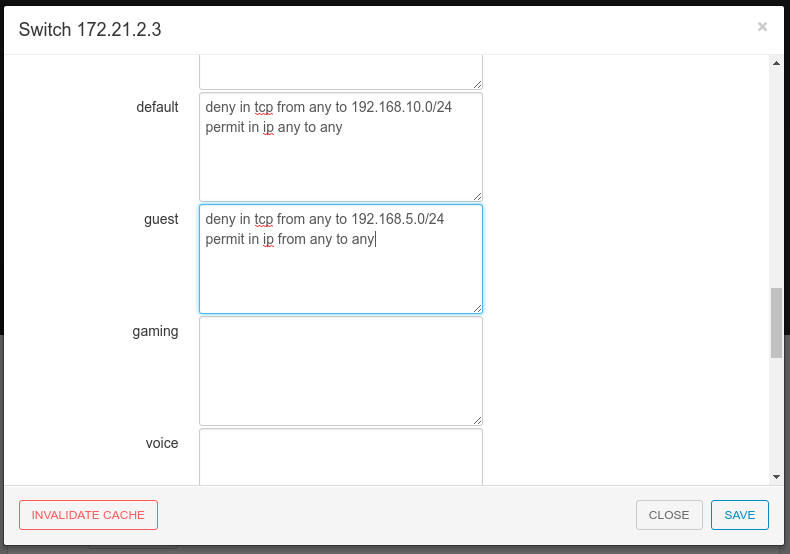 Switch 172.21.2.3
×
default
deny in tcp from any to 192.168.10.0/24
permit in ip any to any
guest
deny in tcp from any to 192.168.5.0/24
permit in ip from any to any
gaming
voice
INVALIDATE CACHE
CLOSE
SAVE